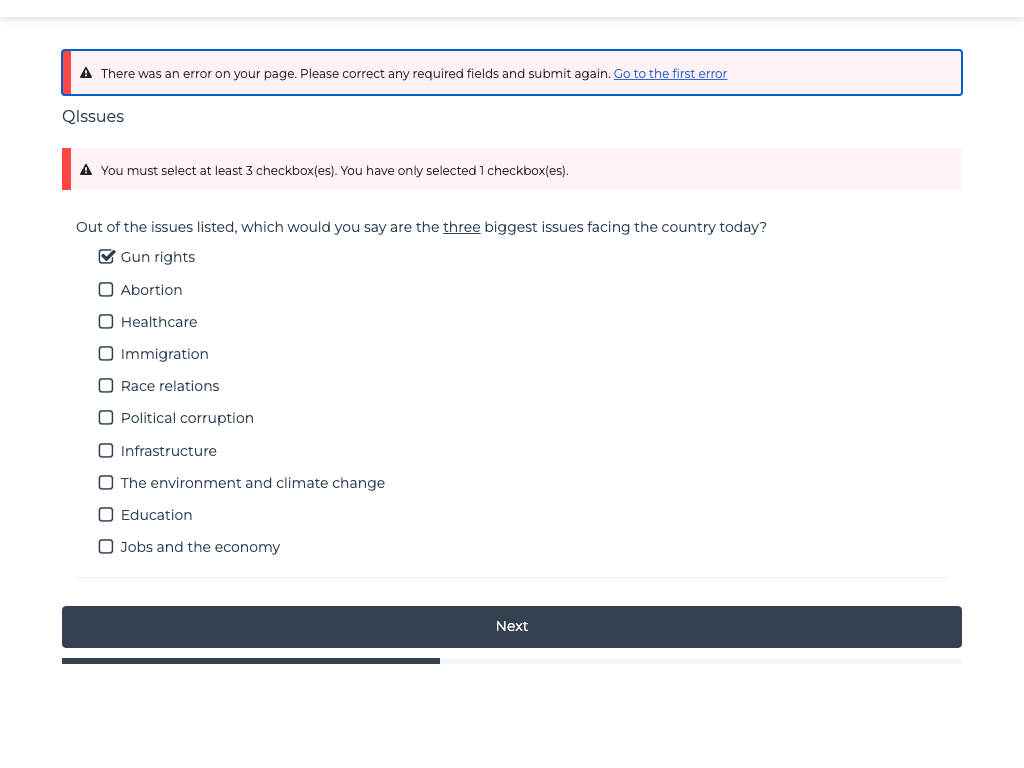 There was an error on your page. Please correct any required fields and submit again. Go to the first error
QIssues
You must select at least 3 checkbox(es). You have only selected 1 checkbox(es).
Out of the issues listed, which would you say are the three biggest issues facing the country today?
Gun rights
Abortion
Healthcare
Immigration
Race relations
Political corruption
Infrastructure
The environment and climate change
Education
Jobs and the economy
Next